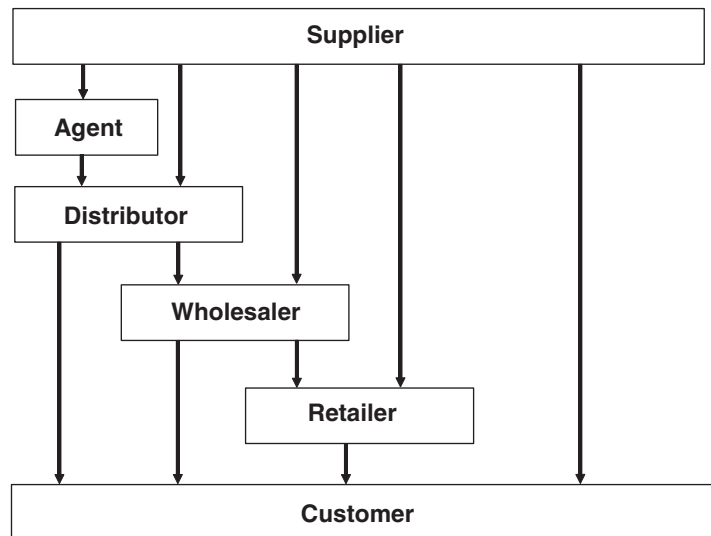 Supplier
Agent
Distributor
Wholesaler
Retailer
Customer